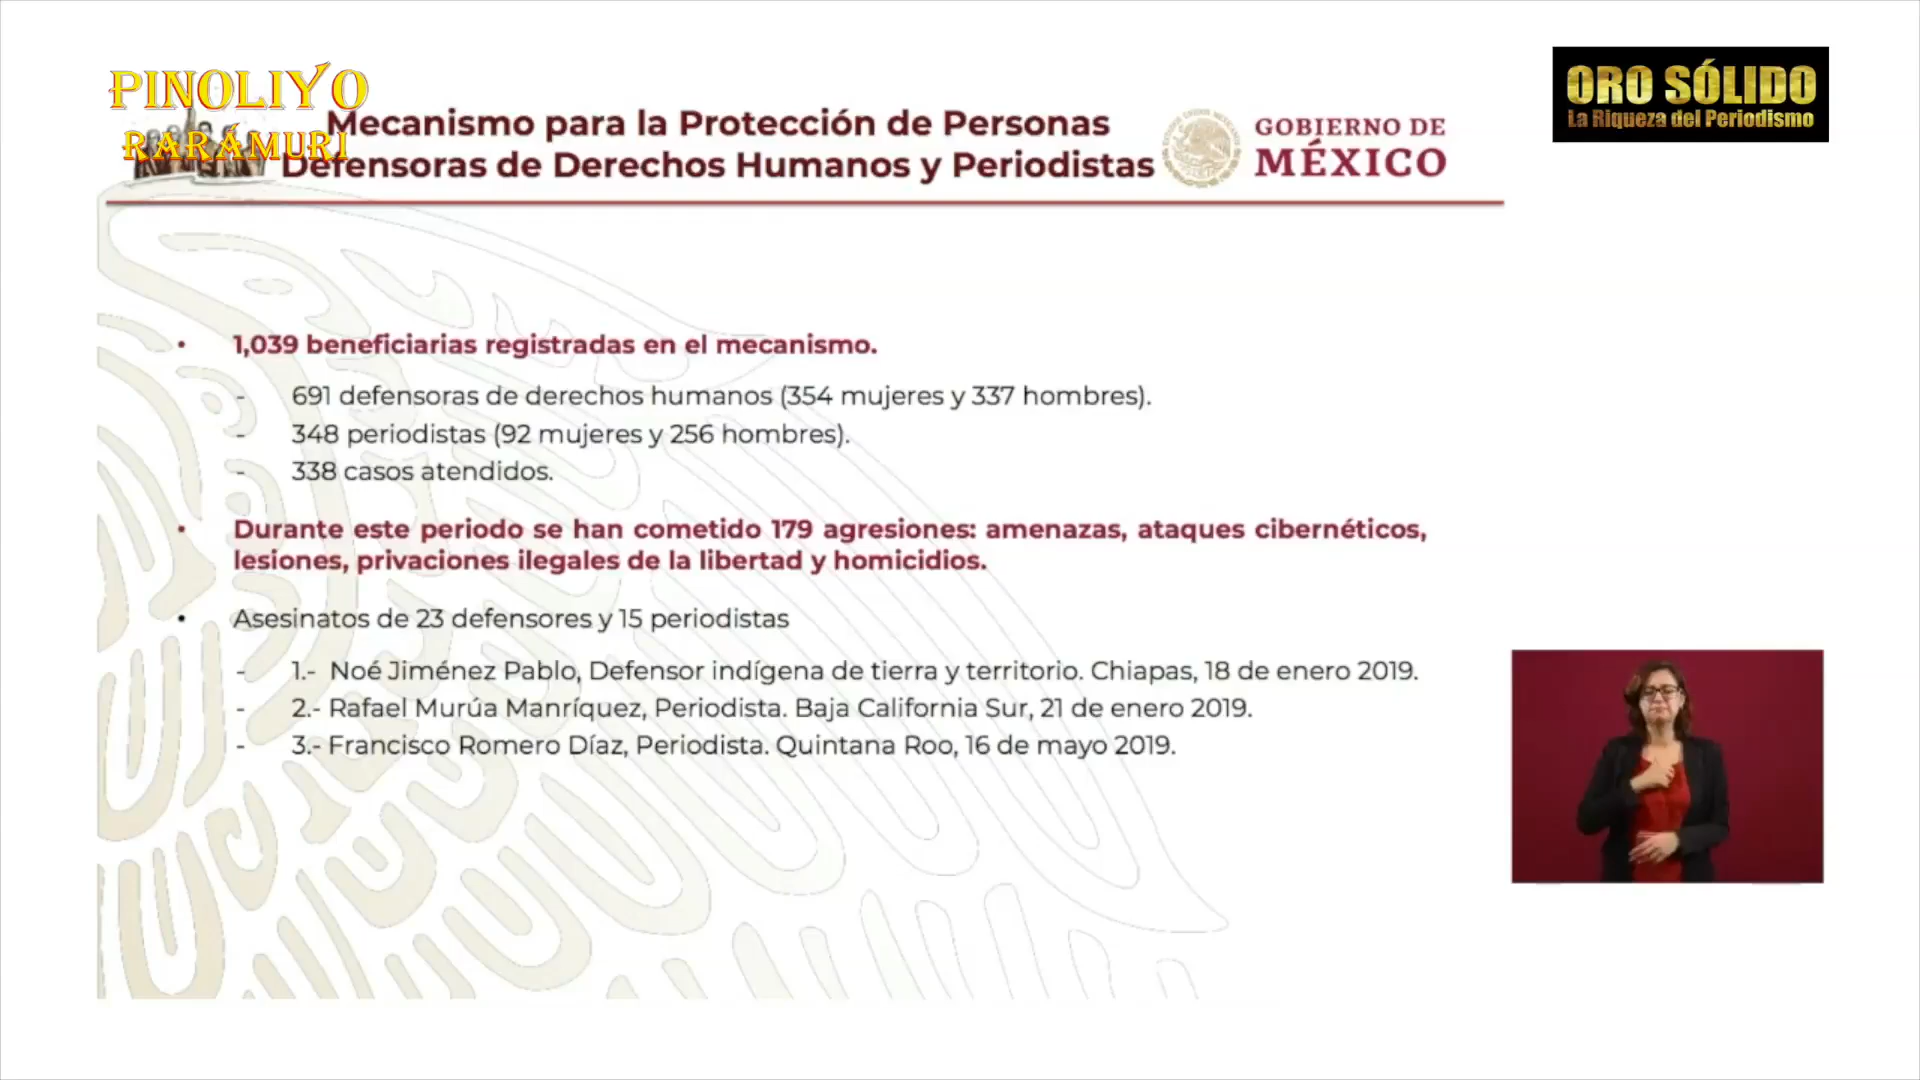 PINOLIYO
RARÁMURI
Mecanismo para la Protección de Personas
Defensoras de Derechos Humanos y Periodistas
GOBIERNO DE
MÉXICO
ORO SÓLIDO
La Riqueza del Periodismo
• 1,039 beneficiarias registradas en el mecanismo.
- 691 defensoras de derechos humanos (354 mujeres y 337 hombres).
- 348 periodistas (92 mujeres y 256 hombres).
- 338 casos atendidos.
• Durante este periodo se han cometido 179 agresiones: amenazas, ataques cibernéticos,
lesiones, privaciones ilegales de la libertad y homicidios.
• Asesinatos de 23 defensores y 15 periodistas
- 1.- Noé Jiménez Pablo, Defensor indígena de tierra y territorio. Chiapas, 18 de enero 2019.
- 2.- Rafael Murúa Manríquez, Periodista. Baja California Sur, 21 de enero 2019.
- 3.- Francisco Romero Díaz, Periodista. Quintana Roo, 16 de mayo 2019.